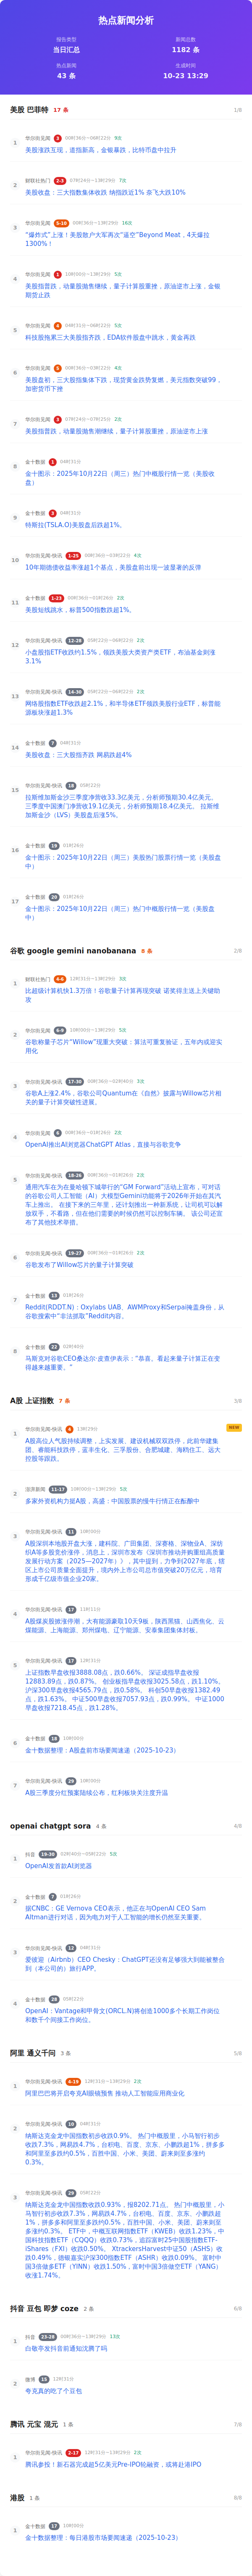 热点新闻分析
报告类型
新闻总数
当日汇总
1182 条
热点新闻
生成时间
43 条
10-23 13:29
美股 巴菲特 17 条 1/8
1
华尔街见闻 3 00时36分~06时22分 9次
美股涨跌互现，道指新高，金银暴跌，比特币盘中拉升
2
财联社热门 2-3 07时24分~13时29分 7次
美股收盘：三大指数集体收跌 纳指跌近1% 奈飞大跌10%
3
华尔街见闻 5-10 00时36分~13时29分 16次
“爆炸式”上涨！美股散户大军再次“逼空”Beyond Meat，4天爆拉
1300%！
4
华尔街见闻 1 10时00分~13时29分 5次
美股指普跌，动量股抛售继续，量子计算股重挫，原油逆市上涨，金银
期货止跌
5
华尔街见闻 4 04时31分~06时22分 5次
科技股拖累三大美股指齐跌，EDA软件股盘中跳水，黄金再跌
6
华尔街见闻 5 00时36分~03时22分 4次
美股盘初，三大股指集体下跌，现货黄金跌势复燃，美元指数突破99，
加密货币下挫
7
华尔街见闻 3 07时24分~07时25分 2次
美股指普跌，动量股抛售潮继续，量子计算股重挫，原油逆市上涨
8
金十数据 1 04时31分
金十图示：2025年10月22日（周三）热门中概股行情一览（美股收
盘）
9
金十数据 3 04时31分
特斯拉(TSLA.O)美股盘后跌超1%。
10
华尔街见闻-快讯 1-25 00时36分~03时22分 4次
10年期德债收益率涨超1个基点，美股盘前出现一波显著的反弹
11
金十数据 1-23 00时36分~01时26分 2次
美股短线跳水，标普500指数跌超1%。
12
华尔街见闻-快讯 12-28 05时22分~06时22分 2次
小盘股指ETF收跌约1.5%，领跌美股大类资产类ETF，布油基金则涨
3.1%
13
华尔街见闻-快讯 14-30 05时22分~06时22分 2次
网络股指数ETF收跌超2.1%，和半导体ETF领跌美股行业ETF，标普能
源板块涨超1.3%
14
金十数据 7 04时31分
美股收盘：三大股指齐跌 网易跌超4%
15
华尔街见闻-快讯 18 05时22分
拉斯维加斯金沙三季度净营收33.3亿美元，分析师预期30.4亿美元。
三季度中国澳门净营收19.1亿美元，分析师预期18.4亿美元。 拉斯维
加斯金沙（LVS）美股盘后涨5%。
16
金十数据 19 01时26分
金十图示：2025年10月22日（周三）美股热门股票行情一览（美股盘
中）
17
金十数据 20 01时26分
金十图示：2025年10月22日（周三）热门中概股行情一览（美股盘
中）
谷歌 google gemini nanobanana 8 条 2/8
1
财联社热门 4-8 12时31分~13时29分 3次
比超级计算机快1.3万倍！谷歌量子计算再现突破 诺奖得主送上关键助
攻
2
华尔街见闻 6-9 10时00分~13时29分 5次
谷歌称量子芯片“Willow”现重大突破：算法可重复验证，五年内或迎实
用化
3
华尔街见闻-快讯 17-30 00时36分~02时40分 3次
谷歌A上涨2.4%，谷歌公司Quantum在《自然》披露与Willow芯片相
关的量子计算突破性进展。
4
华尔街见闻 6 00时36分~01时26分 2次
OpenAI推出AI浏览器ChatGPT Atlas，直接与谷歌竞争
5
华尔街见闻-快讯 18-26 00时36分~01时26分 2次
通用汽车在为在曼哈顿下城举行的“GM Forward”活动上宣布，可对话
的谷歌公司人工智能（AI）大模型Gemini功能将于2026年开始在其汽
车上推出。 在接下来的三年里，还计划推出一种新系统，让司机可以解
放双手，不看路，但在他们需要的时候仍然可以控制车辆。 该公司还宣
布了其他技术举措。
6
华尔街见闻-快讯 19-27 00时36分~01时26分 2次
谷歌发布了Willow芯片的量子计算突破
7
金十数据 13 01时26分
Reddit(RDDT.N)：Oxylabs UAB、AWMProxy和Serpai掩盖身份，从
谷歌搜索中“非法抓取”Reddit内容。
8
金十数据 22 02时40分
马斯克对谷歌CEO桑达尔·皮查伊表示：“恭喜。看起来量子计算正在变
得越来越重要。”
A股 上证指数 7 条 3/8
NEW
1
华尔街见闻-快讯 4 13时29分
A股高位人气股持续调整，上实发展、建设机械双双跌停，此前华建集
团、睿能科技跌停，蓝丰生化、三孚股份、合肥城建、海鸥住工、远大
控股等跟跌。
2
澎湃新闻 11-17 10时00分~13时29分 5次
多家外资机构力挺A股，高盛：中国股票的慢牛行情正在酝酿中
3
华尔街见闻-快讯 11 10时00分
A股深圳本地股开盘大涨，建科院、广田集团、深赛格、深物业A、深纺
织A等多股竞价涨停，消息上，深圳市发布《深圳市推动并购重组高质量
发展行动方案（2025—2027年）》，其中提到，力争到2027年底，辖
区上市公司质量全面提升，境内外上市公司总市值突破20万亿元，培育
形成千亿级市值企业20家。
4
华尔街见闻-快讯 17 11时11分
A股煤炭股掀涨停潮，大有能源豪取10天9板，陕西黑猫、山西焦化、云
煤能源、上海能源、郑州煤电、辽宁能源、安泰集团集体封板。
5
华尔街见闻-快讯 17 12时31分
上证指数早盘收报3888.08点，跌0.66%。 深证成指早盘收报
12883.89点，跌0.87%。 创业板指早盘收报3025.58点，跌1.10%。
沪深300早盘收报4565.79点，跌0.58%。 科创50早盘收报1382.49
点，跌1.63%。 中证500早盘收报7057.93点，跌0.99%。 中证1000
早盘收报7218.45点，跌1.28%。
6
金十数据 18 10时00分
金十数据整理：A股盘前市场要闻速递（2025-10-23）
7
华尔街见闻-快讯 29 10时00分
A股三季度分红预案陆续公布，红利板块关注度升温
openai chatgpt sora 4 条 4/8
1
抖音 19-30 02时40分~05时22分 5次
OpenAI发首款AI浏览器
2
金十数据 7 01时26分
据CNBC：GE Vernova CEO表示，他正在与OpenAI CEO Sam
Altman进行对话，因为电力对于人工智能的增长仍然至关重要。
3
华尔街见闻-快讯 12 04时31分
爱彼迎（Airbnb）CEO Chesky：ChatGPT还没有足够强大到能被整合
到（本公司的）旅行APP。
4
金十数据 28 05时22分
OpenAI：Vantage和甲骨文(ORCL.N)将创造1000多个长期工作岗位
和数千个间接工作岗位。
阿里 通义千问 3 条 5/8
1
华尔街见闻-快讯 4-19 12时31分~13时29分 2次
阿里巴巴将开启夸克AI眼镜预售 推动人工智能应用商业化
2
华尔街见闻-快讯 10 04时31分
纳斯达克金龙中国指数初步收跌0.9%。 热门中概股里，小马智行初步
收跌7.3%，网易跌4.7%，台积电、百度、京东、小鹏跌超1%，拼多多
和阿里至多跌约0.5%，百胜中国、小米、美团、蔚来则至多涨约
0.3%。
3
华尔街见闻-快讯 29 05时22分
纳斯达克金龙中国指数收跌0.93%，报8202.71点。 热门中概股里，小
马智行初步收跌7.3%，网易跌4.7%，台积电、百度、京东、小鹏跌超
1%，拼多多和阿里至多跌约0.5%，百胜中国、小米、美团、蔚来则至
多涨约0.3%。 ETF中，中概互联网指数ETF（KWEB）收跌1.23%，中
国科技指数ETF（CQQQ）收跌0.73%，追踪富时25中国股指数ETF-
iShares（FXI）收跌0.50%。 XtrackersHarvest中证50（ASHS）收
跌0.49%，德银嘉实沪深300指数ETF（ASHR）收跌0.09%。 富时中
国3倍做多ETF（YINN）收跌1.50%，富时中国3倍做空ETF（YANG）
收涨1.74%。
抖音 豆包 即梦 coze 2 条 6/8
1
抖音 23-28 00时36分~13时29分 13次
白敬亭发抖音前通知沈腾了吗
2
微博 15 12时31分
夸克真的吃了个豆包
腾讯 元宝 混元 1 条 7/8
1
华尔街见闻-快讯 2-17 12时31分~13时29分 2次
腾讯参投！新石器完成超5亿美元Pre-IPO轮融资，或将赴港IPO
港股 1 条 8/8
1
金十数据 17 10时00分
金十数据整理：每日港股市场要闻速递（2025-10-23）